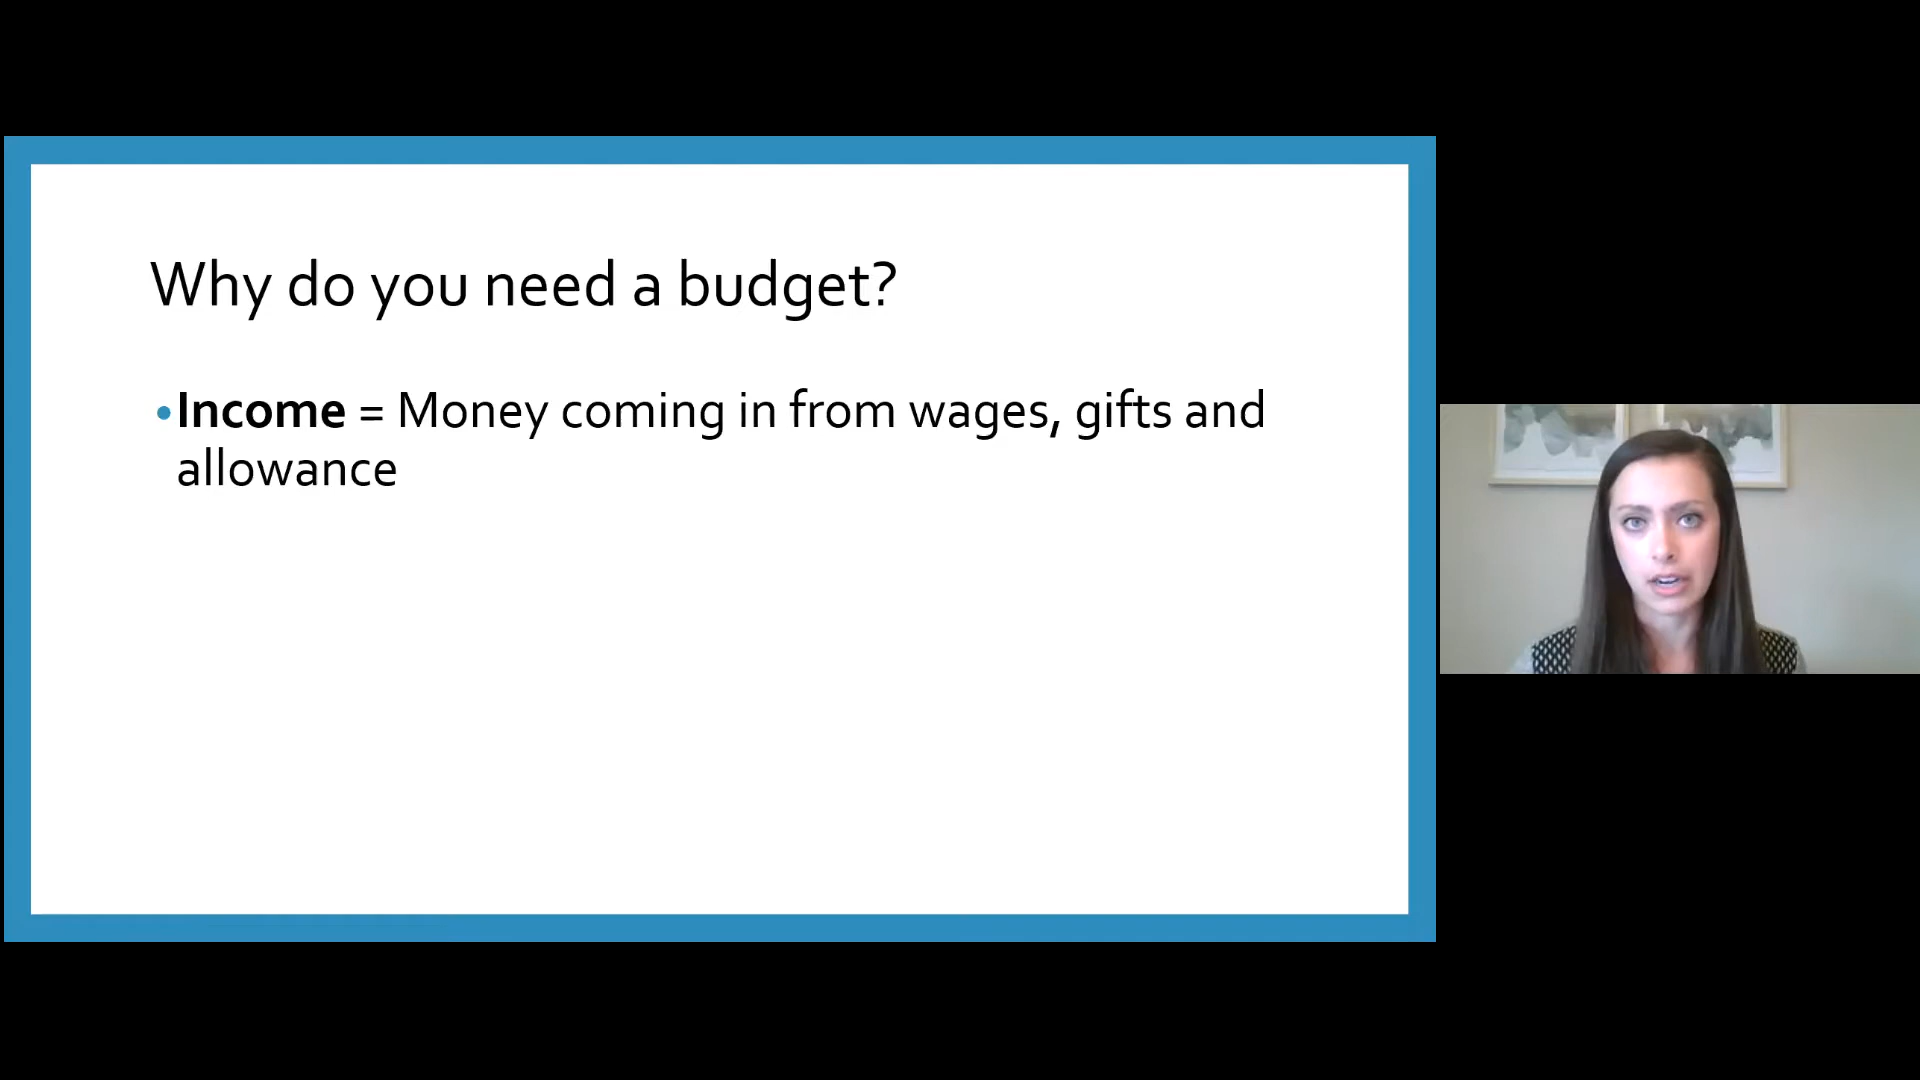 Why do you need a budget?
•Income = Money coming in from wages, gifts and
allowance